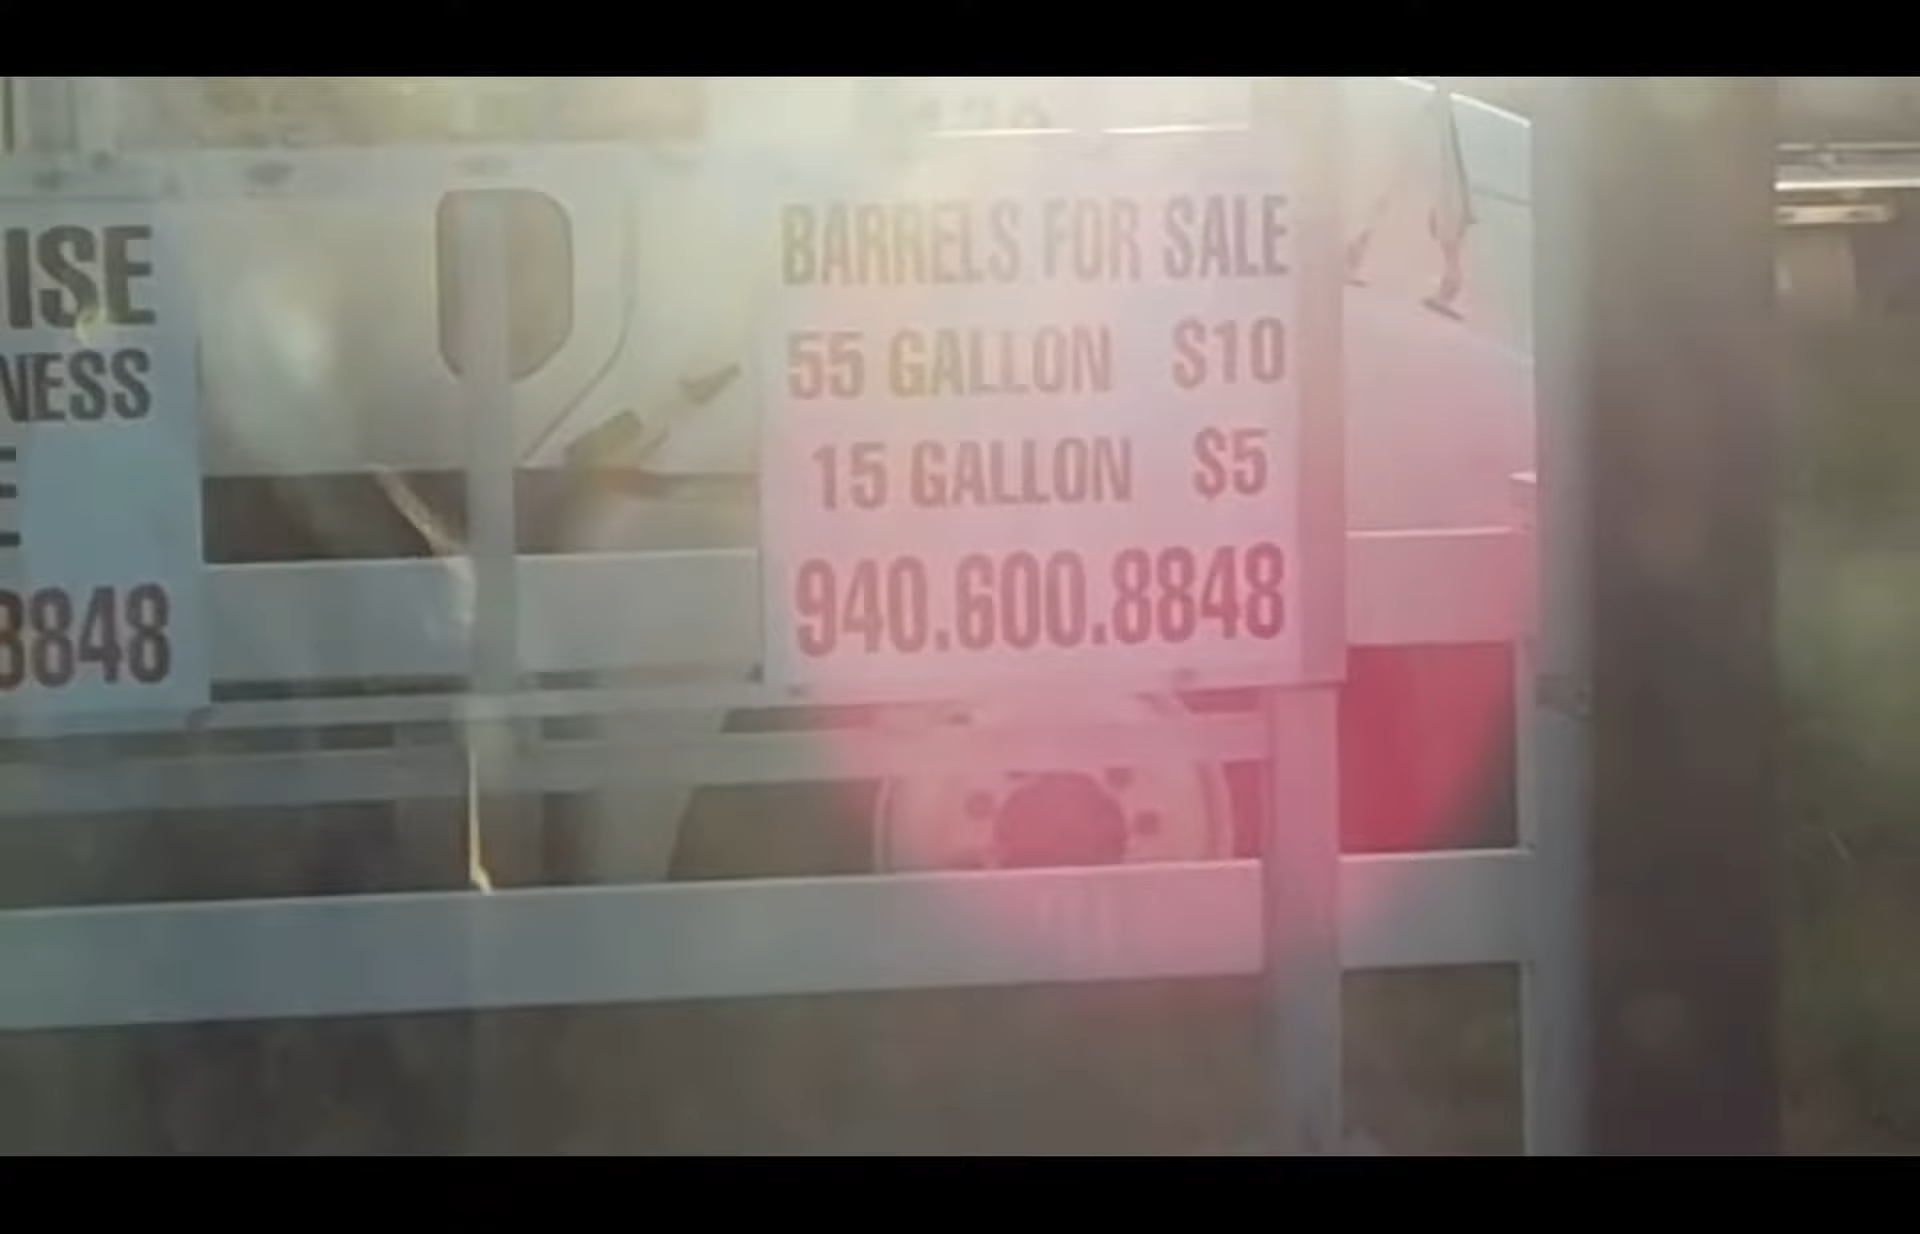 ISE
NESS
E
8848
BARRELS FOR SALE
55 GALLON $10
15 GALLON $5
940.600.8848